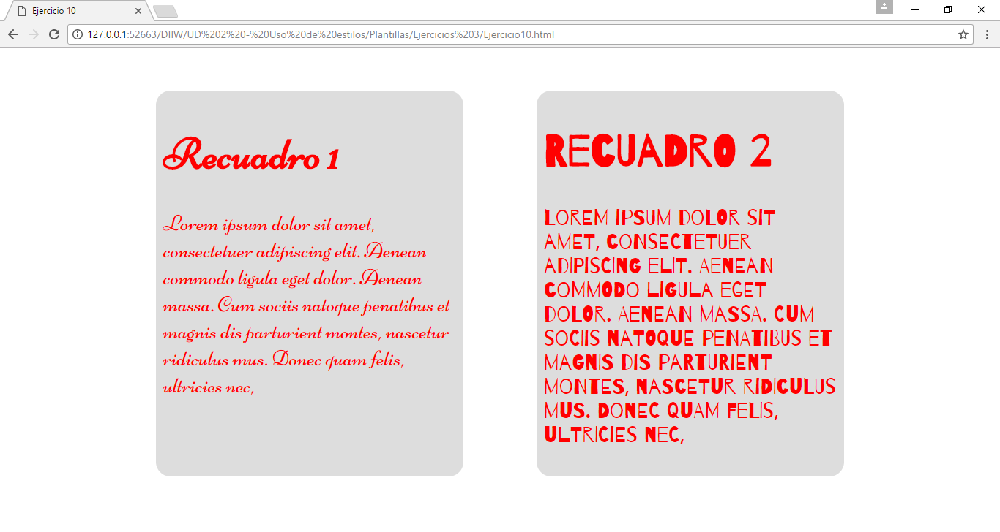 Ejercicio 10
127.0.0.1:52663/DIIW/UD%202%20-%20Uso%20de%20estilos/Plantillas/Ejercicios%203/Ejercicio10.html
Recuadro 1
Lorem ipsum dolor sit amet,
consectetuer adipiscing elit. Aenean
commodo ligula eget dolor. Aenean
massa. Cum sociis natoque penatibus et
magnis dis parturient montes, nascetur
ridiculus mus. Donec quam felis,
ultricies nec,
RECUADRO 2
LOREM IPSUM DOLOR SIT
AMET, CONSECTETUER
ADIPISCING ELIT. AENEAN
COMMODO LIGULA EGET
DOLOR. AENEAN MASSA. CUM
SOCIIS NATOQUE PENATIBUS ET
MAGNIS DIS PARTURIENT
MONTES, NASCETUR RIDICULUS
MUS. DONEC QUAM FELIS,
ULTRICIES NEC,